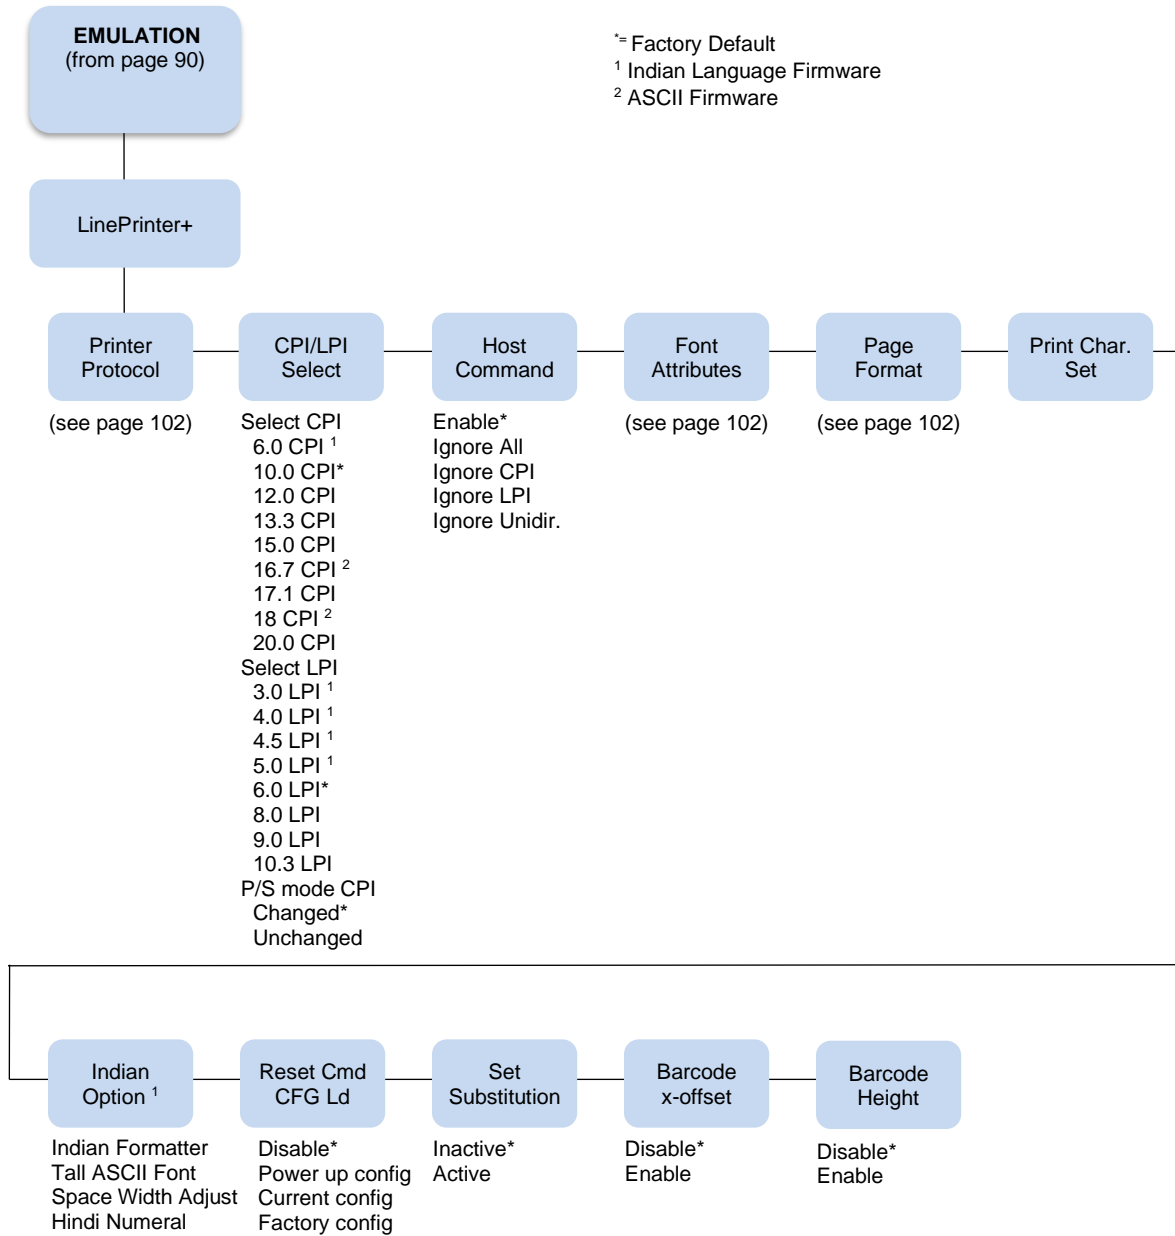 EMULATION
(from page 90)
*= Factory Default
1 Indian Language Firmware
2 ASCII Firmware
LinePrinter+
Printer
Protocol
(see page 102)
CPI/LPI
Select
Select CPI
6.0 CPI 1
10.0 CPI*
12.0 CPI
13.3 CPI
15.0 CPI
16.7 CPI 2
17.1 CPI
18 CPI 2
20.0 CPI
Select LPI
3.0 LPI 1
4.0 LPI 1
4.5 LPI 1
5.0 LPI 1
6.0 LPI*
8.0 LPI
9.0 LPI
10.3 LPI
P/S mode CPI
Changed*
Unchanged
Host
Command
Enable*
Ignore All
Ignore CPI
Ignore LPI
Ignore Unidir.
Font
Attributes
(see page 102)
Page
Format
(see page 102)
Print Char.
Set
Indian
Option 1
Indian Formatter
Tall ASCII Font
Space Width Adjust
Hindi Numeral
Reset Cmd
CFG Ld
Disable*
Power up config
Current config
Factory config
Set
Substitution
Inactive*
Active
Barcode
x-offset
Disable*
Enable
Barcode
Height
Disable*
Enable